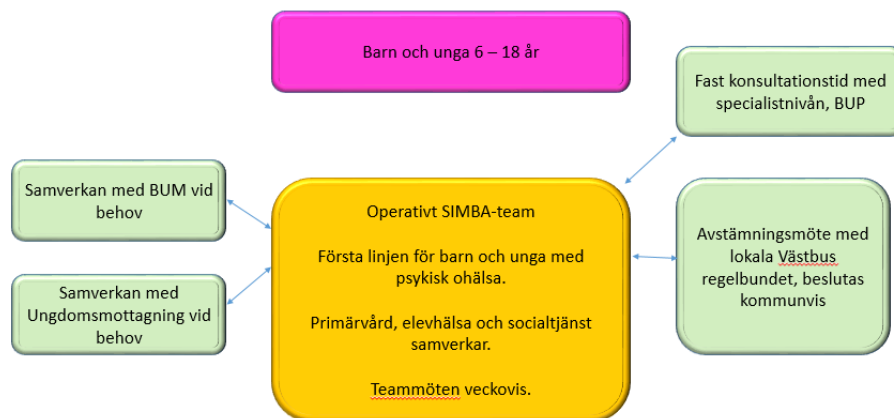 Barn och unga 6 – 18 år
Fast konsultationstid med
specialistnivån, BUP
Samverkan med BUM vid
behov
Samverkan med
Ungdomsmottagning vid
behov
Operativt SIMBA-team
Första linjen för barn och unga med
psykisk ohälsa.
Primärvård, elevhälsa och socialtjänst
samverkar.
Teammöten veckovis.
Avstämningsmöte med
lokala Västbus
regelbundet, beslutas
kommunvis